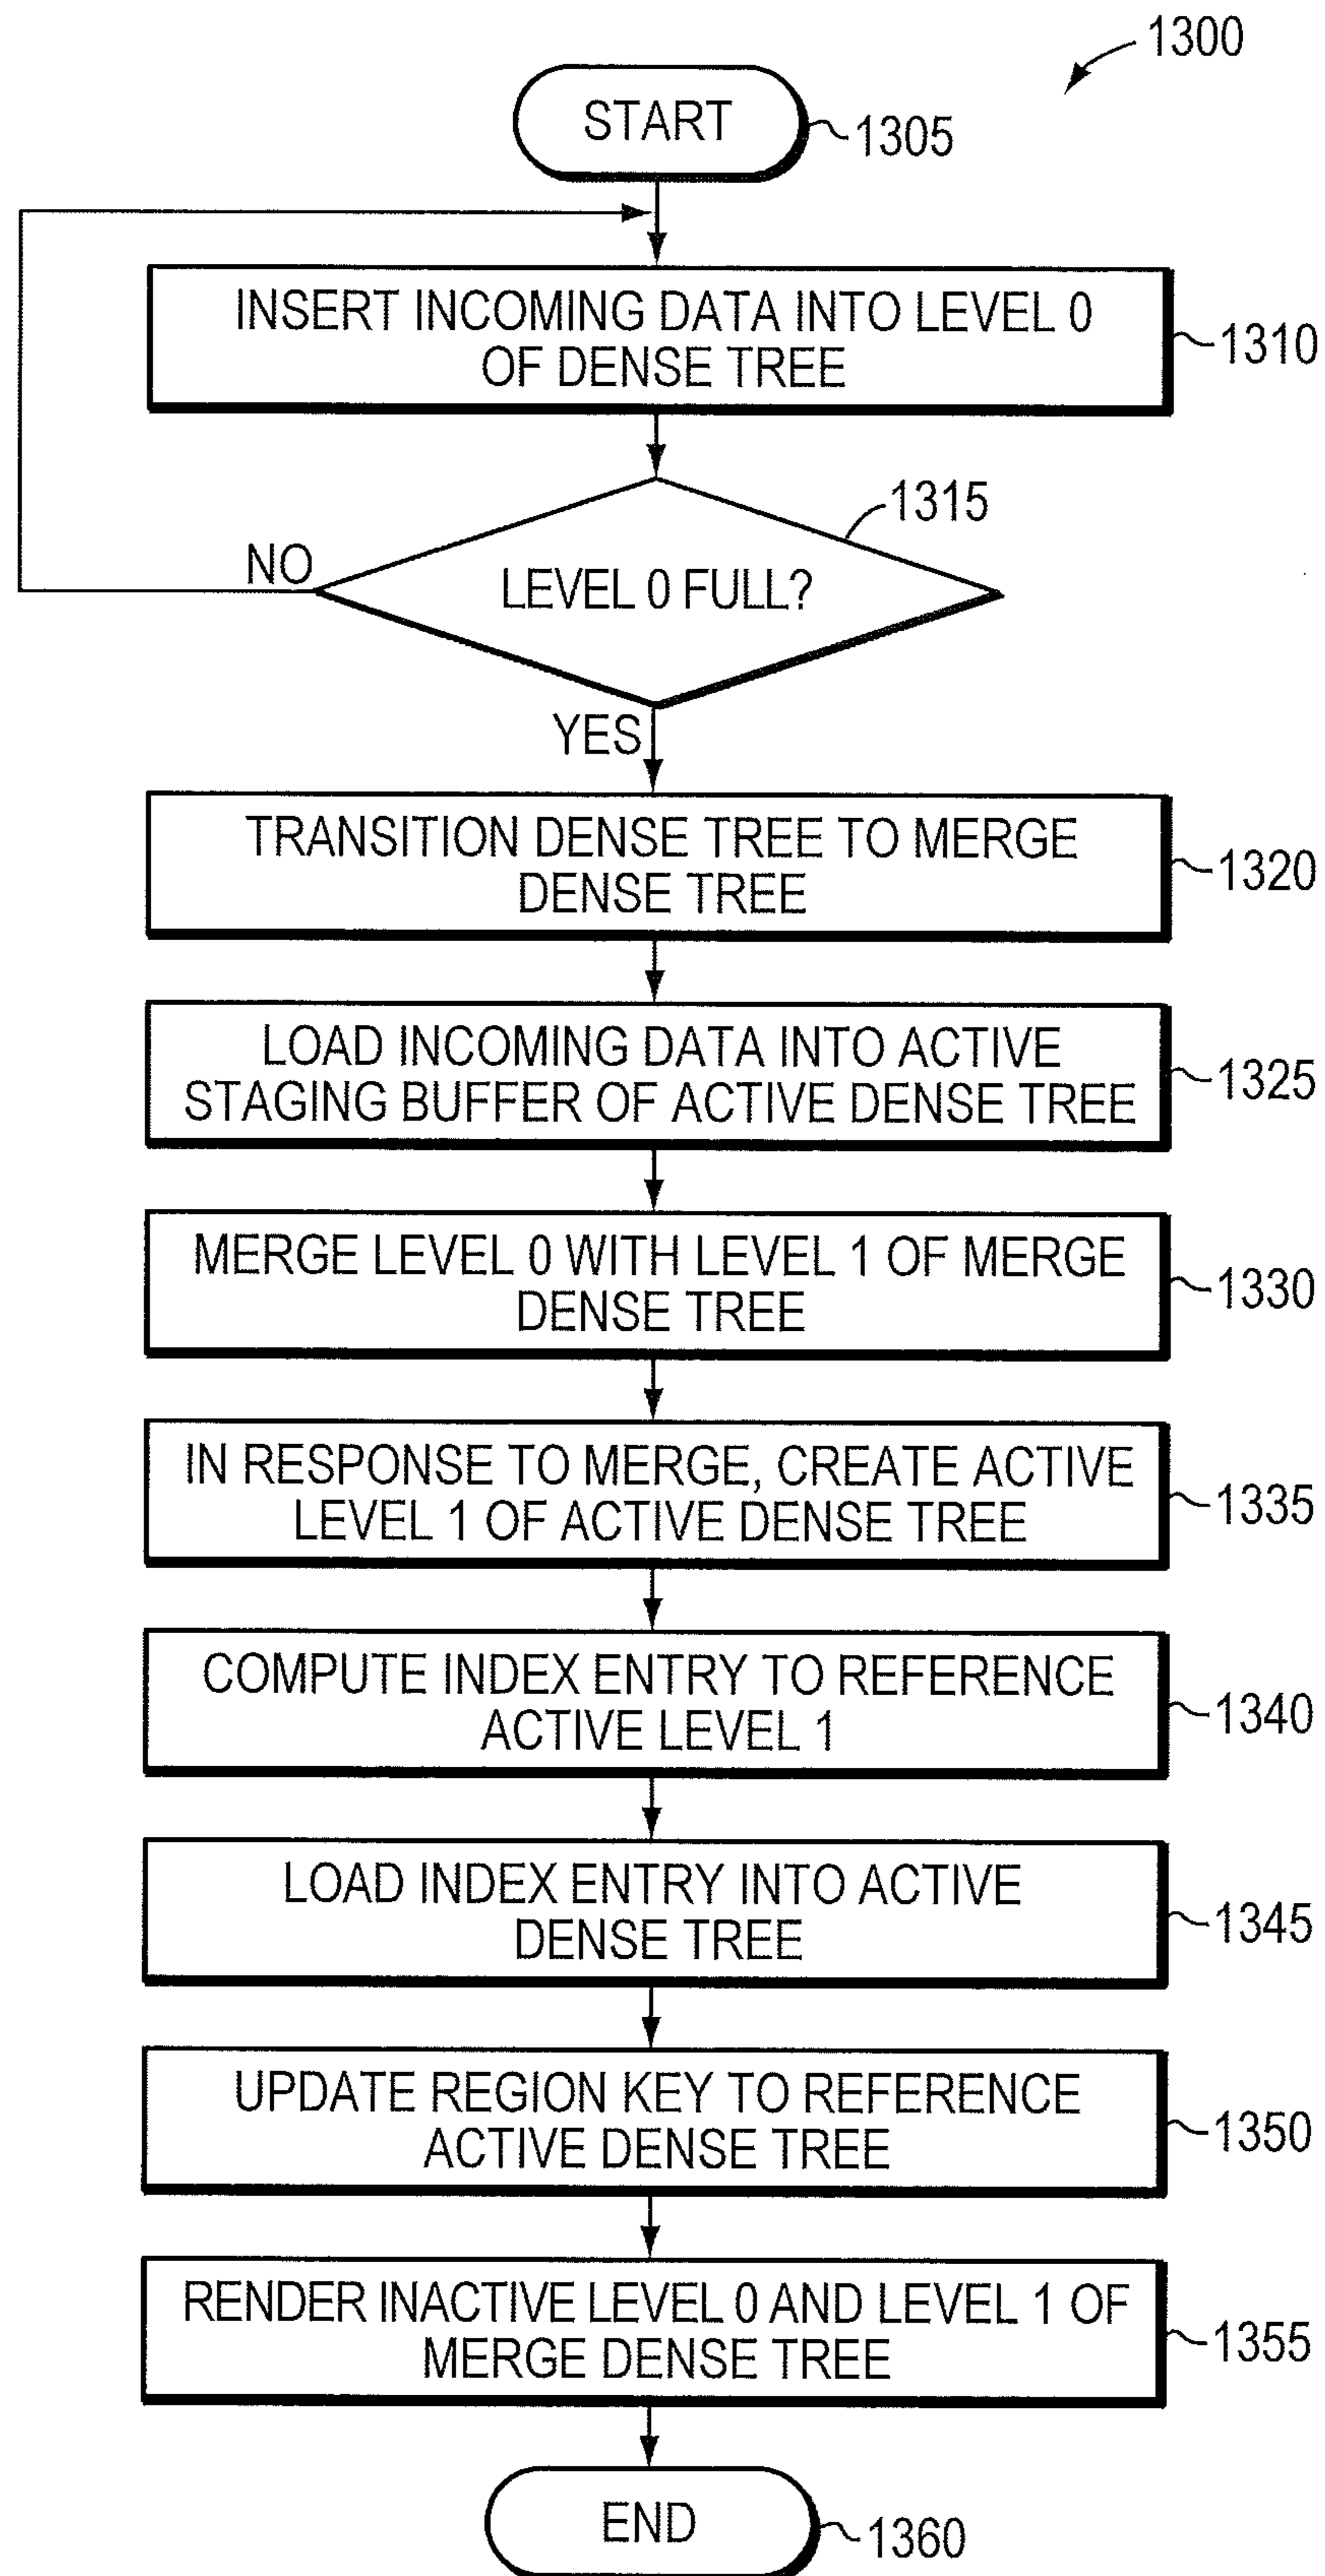 1300
START
1305
INSERT INCOMING DATA INTO LEVEL 0
OF DENSE TREE
1310
1315
NO
LEVEL 0 FULL?
YES
TRANSITION DENSE TREE TO MERGE
DENSE TREE
1320
LOAD INCOMING DATA INTO ACTIVE
STAGING BUFFER OF ACTIVE DENSE TREE
1325
MERGE LEVEL 0 WITH LEVEL 1 OF MERGE
DENSE TREE
1330
IN RESPONSE TO MERGE, CREATE ACTIVE
LEVEL 1 OF ACTIVE DENSE TREE
1335
COMPUTE INDEX ENTRY TO REFERENCE
ACTIVE LEVEL 1
1340
LOAD INDEX ENTRY INTO ACTIVE
DENSE TREE
1345
UPDATE REGION KEY TO REFERENCE
ACTIVE DENSE TREE
1350
RENDER INACTIVE LEVEL 0 AND LEVEL 1 OF
MERGE DENSE TREE
1355
END
1360